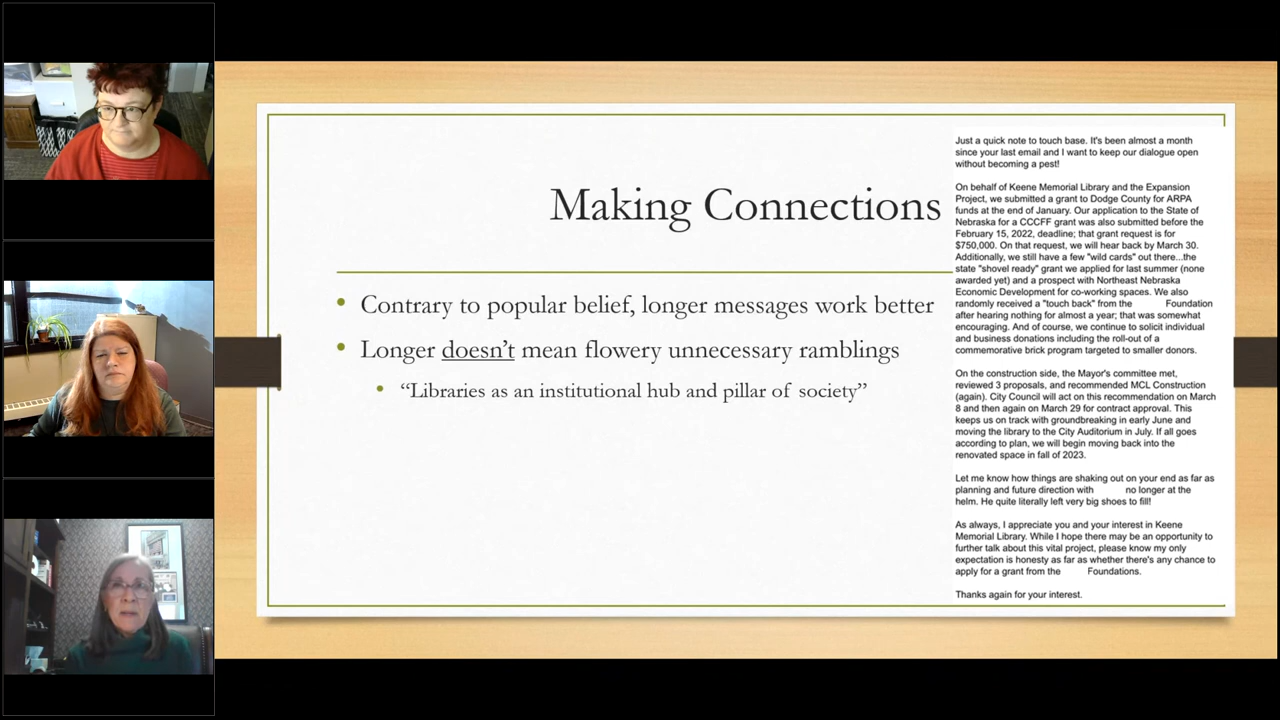 Making Connections
• Contrary to popular belief, longer messages work better
• Longer doesn’t mean flowery unnecessary ramblings
• “Libraries as an institutional hub and pillar of society”
Just a quick note to touch base. It's been almost a month
since your last email and I want to keep our dialogue open
without becoming a pest!
On behalf of Keene Memorial Library and the Expansion
Project, we submitted a grant to Dodge County for ARPA
funds at the end of January. Our application to the State of
Nebraska for a CCCFF grant was also submitted before the
February 15, 2022, deadline; that grant request is for
$750,000. On that request, we will hear back by March 30.
Additionally, we still have a few "wild cards" out there...the
state "shovel ready" grant we applied for last summer (none
awarded yet) and a prospect with Northeast Nebraska
Economic Development for co-working spaces. We also
randomly received a "touch back" from the Foundation
after hearing nothing for almost a year; that was somewhat
encouraging. And of course, we continue to solicit individual
and business donations including the roll-out of a
commemorative brick program targeted to smaller donors.
On the construction side, the Mayor's committee met,
reviewed 3 proposals, and recommended MCL Construction
(again). City Council will act on this recommendation on March
8 and then again on March 29 for contract approval. This
keeps us on track with groundbreaking in early June and
moving the library to the City Auditorium in July. If all goes
according to plan, we will begin moving back into the
renovated space in fall of 2023.
Let me know how things are shaking out on your end as far as
planning and future direction with no longer at the
helm. He quite literally left very big shoes to fill!
As always, I appreciate you and your interest in Keene
Memorial Library. While I hope there may be an opportunity to
further talk about this vital project, please know my only
expectation is honesty as far as whether there's any chance to
apply for a grant from the Foundations.
Thanks again for your interest.